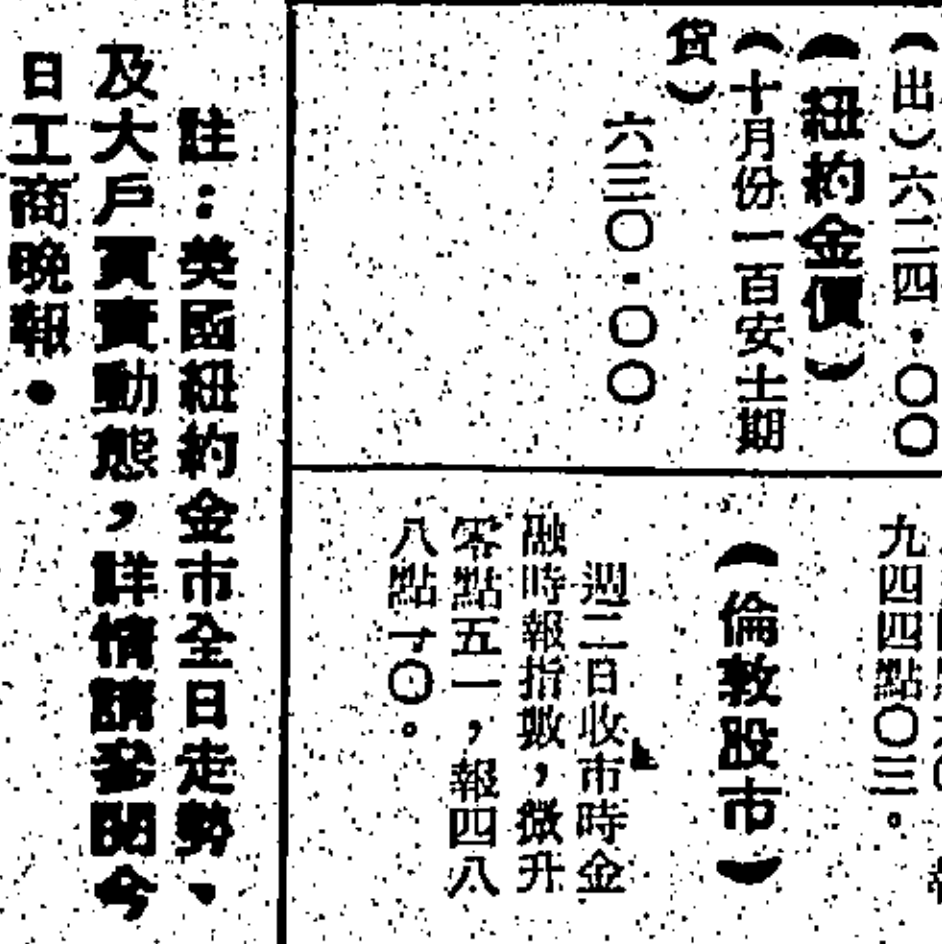 （出）六二四．〇〇
（紐約金價）
（十月份一百安士期
貨）
六三〇．〇〇
九四四點〇三。
（倫敦股市）
週二日收市時金
融時報指數，微升
零點五一，報四八
八點一〇。
註：美國紐約金市全日走勢、
及大戶買賣動態，詳情請參閱今
日工商晚報。